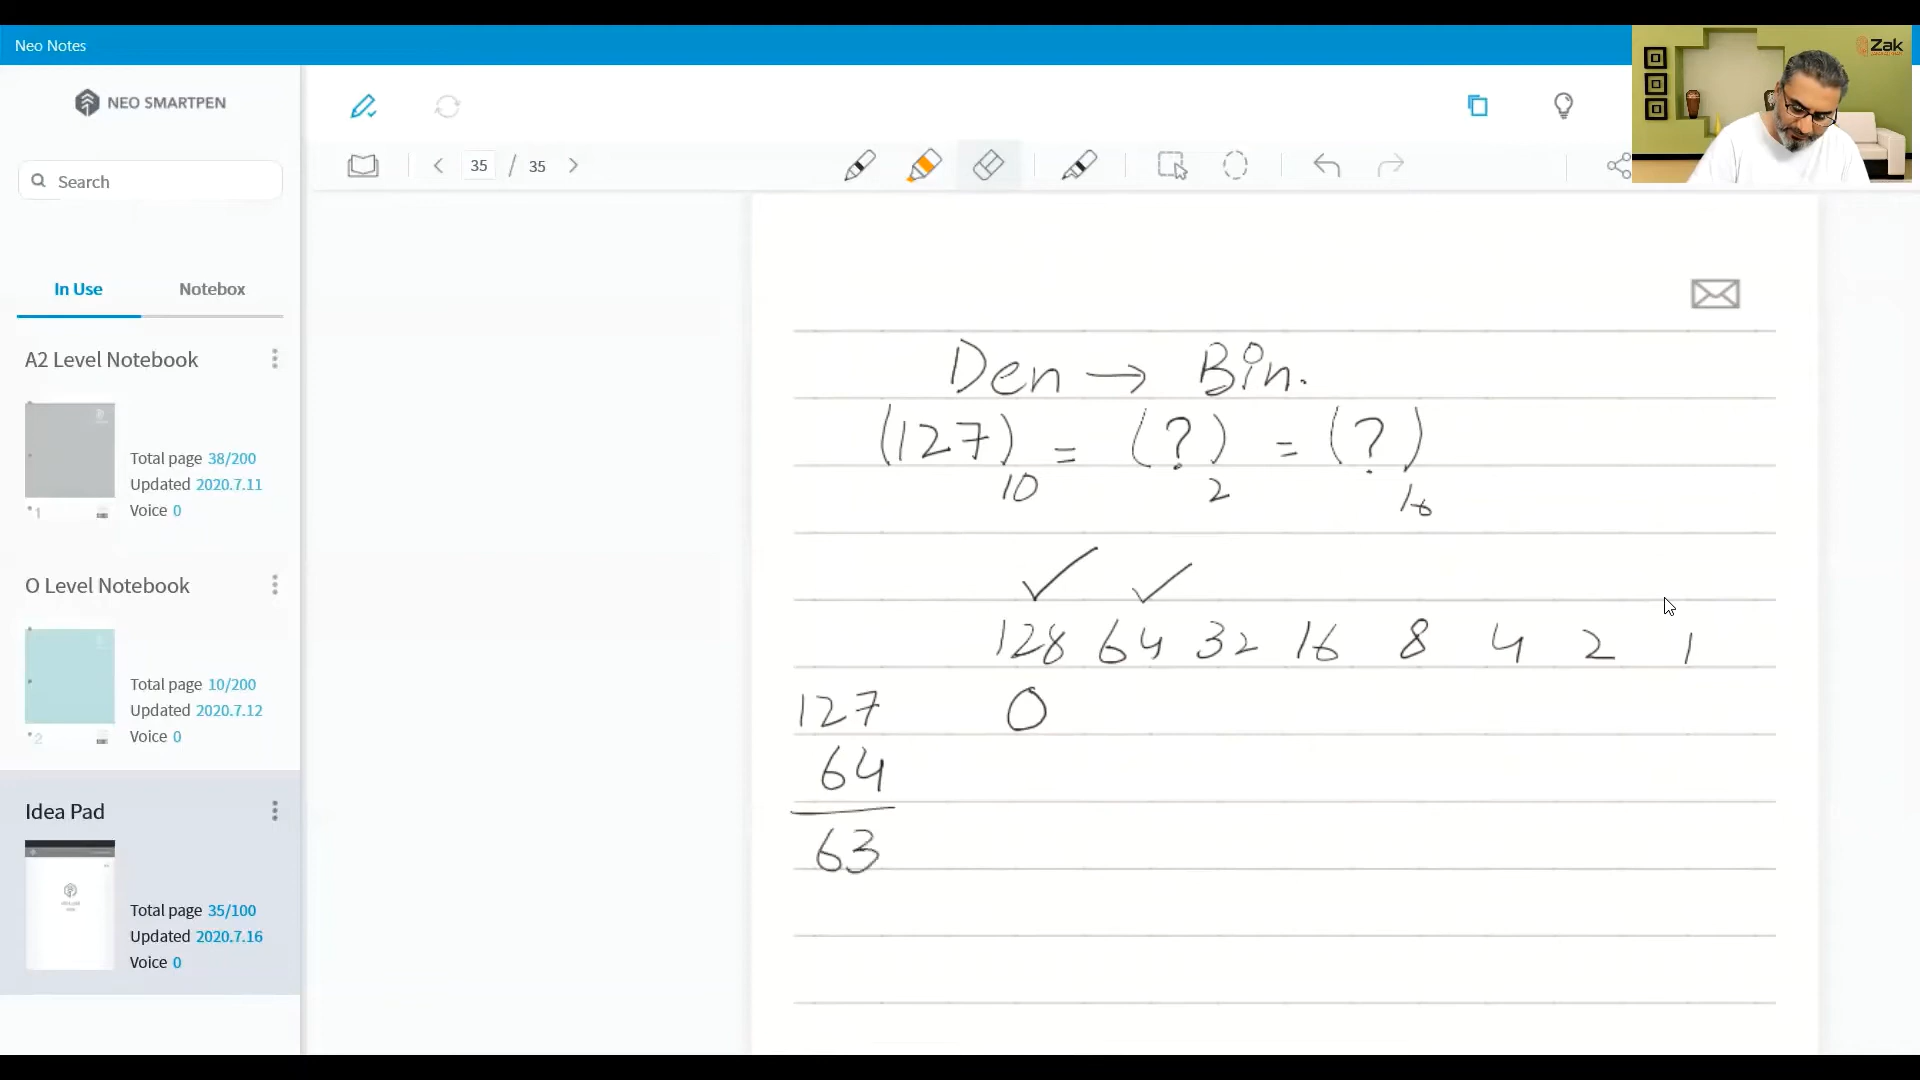 Neo Notes
Zak
NEO SMARTPEN
Search
35 / 35
In Use Notebox
A2 Level Notebook
Total page 38/200
Updated 2020.7.11
Voice 0
1
O Level Notebook
Total page 10/200
Updated 2020.7.12
Voice 0
2
Idea Pad
Total page 35/100
Updated 2020.7.16
Voice 0
Den → Bin.
(127)₁₀ = (?)₂ = (?)₁₆
✓ ✓
128 64 32 16 8 4 2 1
127 0
64
63